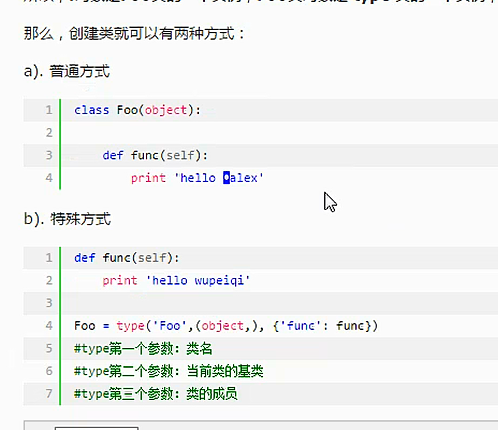 那么，创建类就可以有两种方式：
a). 普通方式
1 class Foo(object):
2
3 def func(self):
4 print 'hello alex'
b). 特殊方式
1 def func(self):
2 print 'hello wupeiqi'
3
4 Foo = type('Foo',(object,), {'func': func})
5 #type第一个参数：类名
6 #type第二个参数：当前类的基类
7 #type第三个参数：类的成员